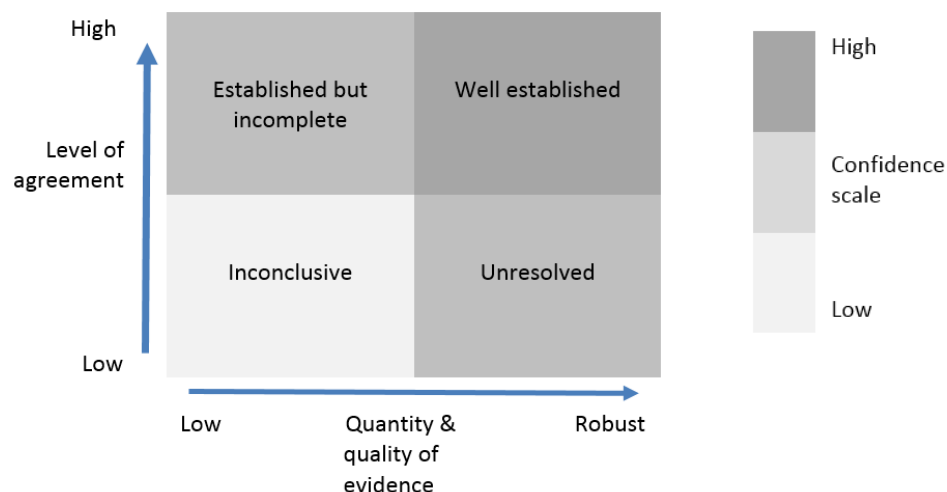 High
Established but
incomplete
Well established
Level of
agreement
Inconclusive
Unresolved
Low
Low
Quantity &
quality of
evidence
Robust
High
Confidence
scale
Low